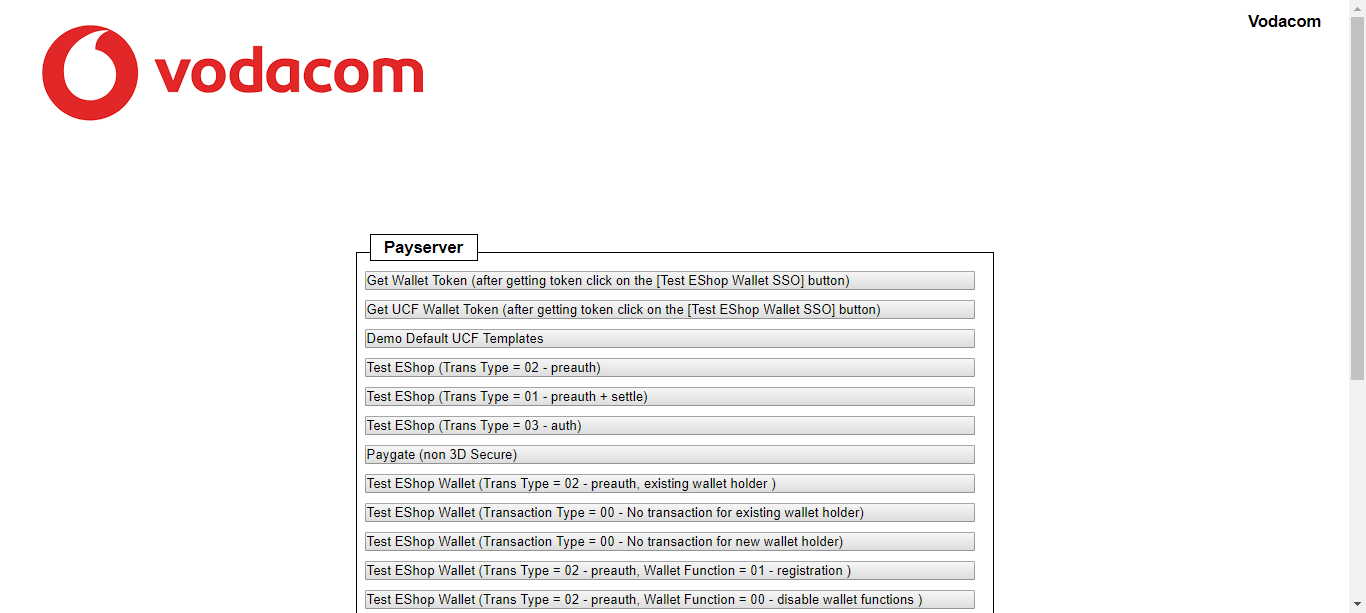 Vodacom
vodacom
Payserver
Get Wallet Token (after getting token click on the [Test EShop Wallet SSO] button)
Get UCF Wallet Token (after getting token click on the [Test EShop Wallet SSO] button)
Demo Default UCF Templates
Test EShop (Trans Type = 02 - preauth)
Test EShop (Trans Type = 01 - preauth + settle)
Test EShop (Trans Type = 03 - auth)
Paygate (non 3D Secure)
Test EShop Wallet (Trans Type = 02 - preauth, existing wallet holder )
Test EShop Wallet (Transaction Type = 00 - No transaction for existing wallet holder)
Test EShop Wallet (Transaction Type = 00 - No transaction for new wallet holder)
Test EShop Wallet (Trans Type = 02 - preauth, Wallet Function = 01 - registration )
Test EShop Wallet (Trans Type = 02 - preauth, Wallet Function = 00 - disable wallet functions )